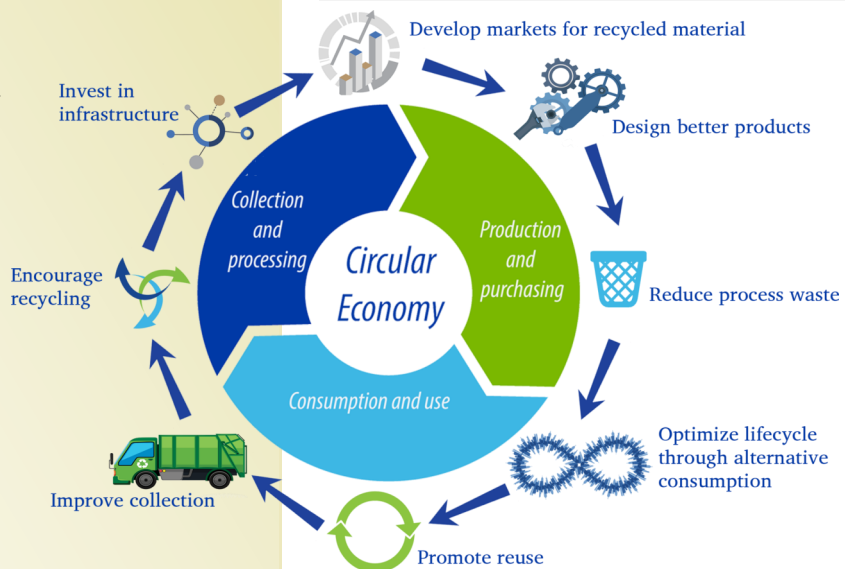 Develop markets for recycled material
Invest in
infrastructure
Design better products
Collection
and
processing
Circular
Economy
Production
and
purchasing
Encourage
recycling
Reduce process waste
Consumption and use
Optimize lifecycle
through alternative
consumption
Improve collection
Promote reuse